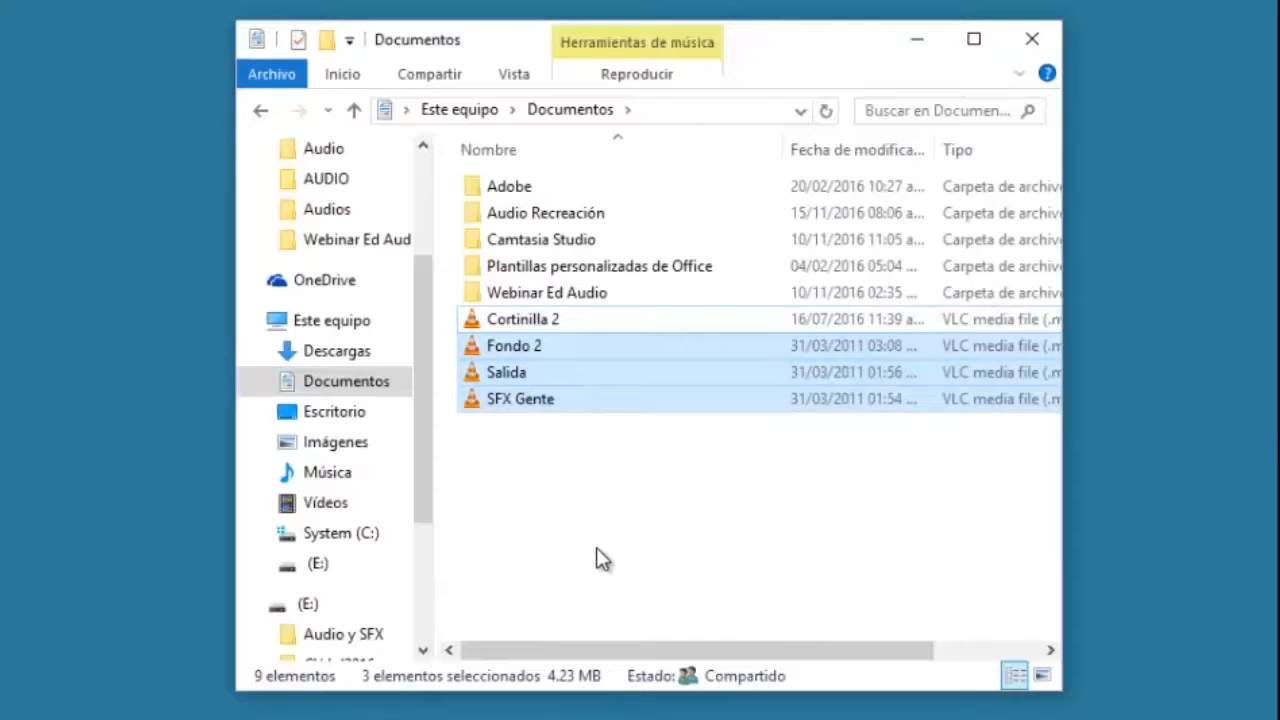 Documentos
Herramientas de música
Archivo Inicio Compartir Vista Reproducir
Este equipo > Documentos >
Buscar en Documen...
Audio
AUDIO
Audios
Webinar Ed Aud
OneDrive
Este equipo
Descargas
Documentos
Escritorio
Imágenes
Música
Vídeos
System (C:)
(E:)
(E:)
Audio y SFX
Nombre Fecha de modifica... Tipo
Adobe 20/02/2016 10:27 a... Carpeta de archiv
Audio Recreación 15/11/2016 08:06 a... Carpeta de archiv
Camtasia Studio 10/11/2016 11:05 a... Carpeta de archiv
Plantillas personalizadas de Office 04/02/2016 05:04 ... Carpeta de archiv
Webinar Ed Audio 10/11/2016 02:35 ... Carpeta de archiv
Cortinilla 2 16/07/2016 11:39 a... VLC media file (.m
Fondo 2 31/03/2011 03:08 ... VLC media file (.m
Salida 31/03/2011 01:56 ... VLC media file (.m
SFX Gente 31/03/2011 01:54 ... VLC media file (.m
9 elementos 3 elementos seleccionados 4.23 MB Estado: Compartido